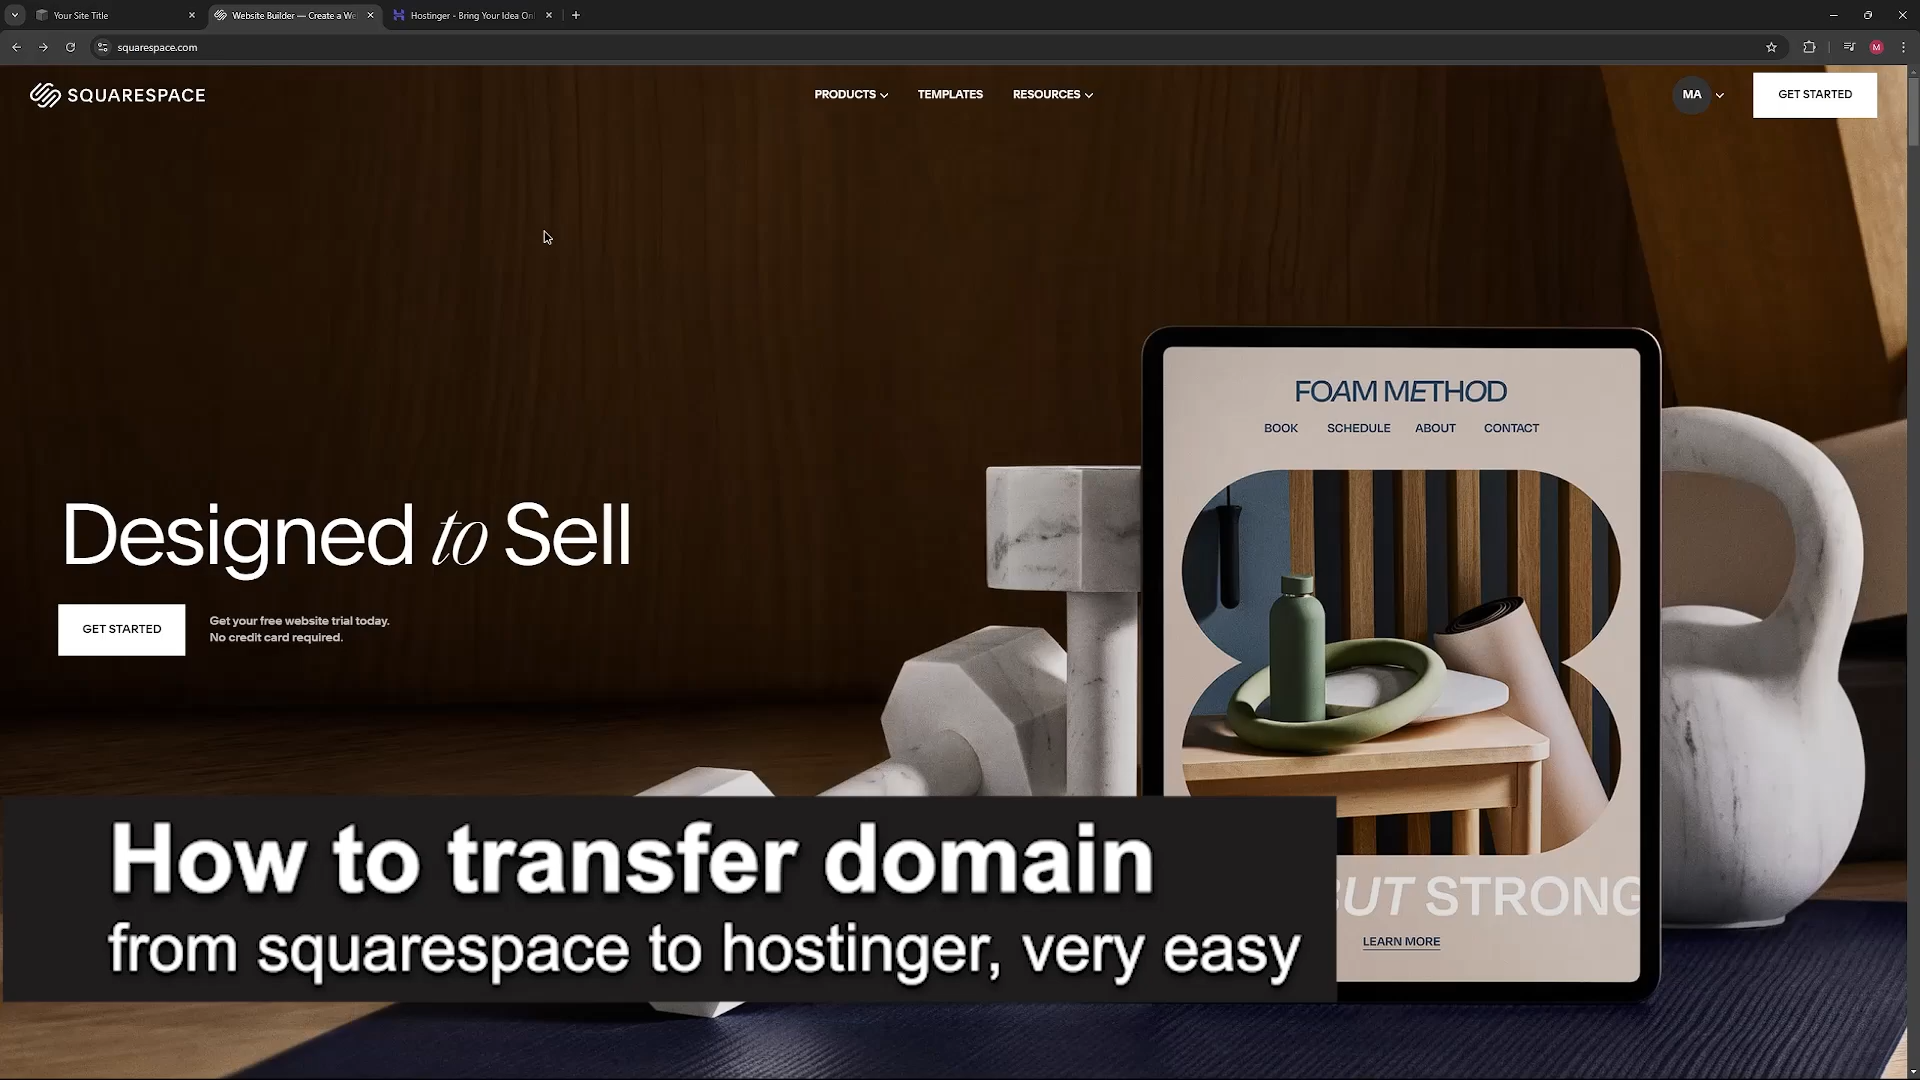 Your Site Title
Website Builder — Create a We
Hostinger - Bring Your Idea Onl
squarespace.com
M
SQUARESPACE
PRODUCTS
TEMPLATES
RESOURCES
MA
GET STARTED
FOAM METHOD
BOOK
SCHEDULE
ABOUT
CONTACT
Designed to Sell
GET STARTED
Get your free website trial today.
No credit card required.
BUT STRONG
LEARN MORE
How to transfer domain
from squarespace to hostinger, very easy